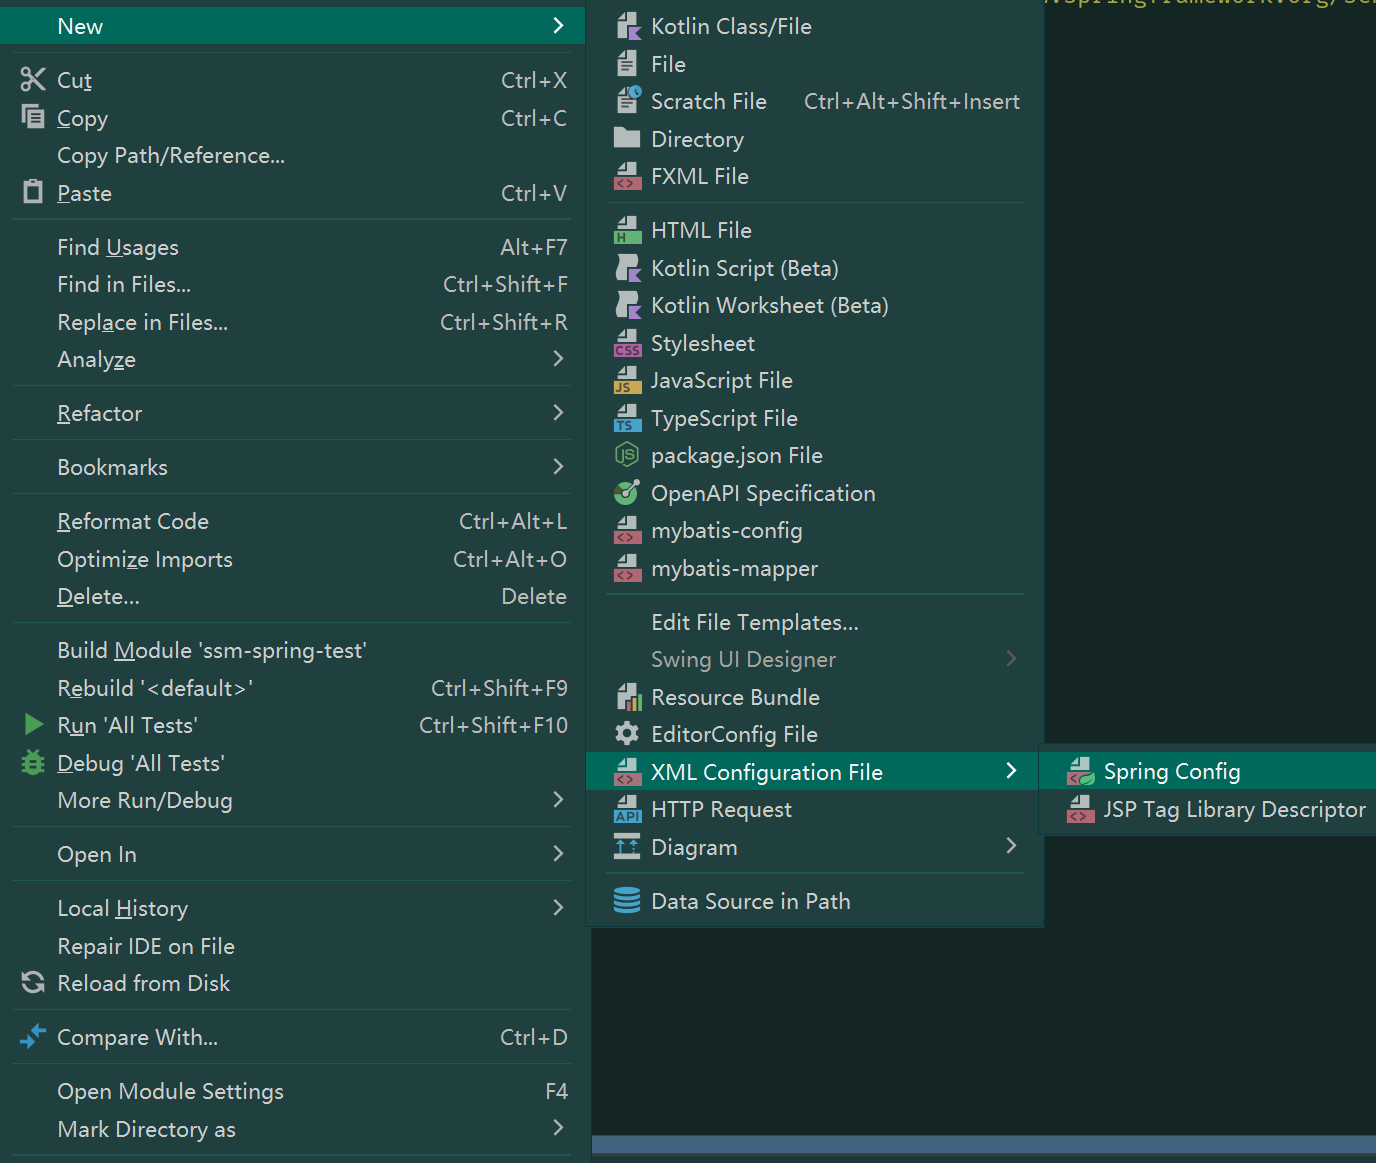 New
Cut Ctrl+X
Copy Ctrl+C
Copy Path/Reference...
Paste Ctrl+V
Find Usages Alt+F7
Find in Files... Ctrl+Shift+F
Replace in Files... Ctrl+Shift+R
Analyze
Refactor
Bookmarks
Reformat Code Ctrl+Alt+L
Optimize Imports Ctrl+Alt+O
Delete... Delete
Build Module 'ssm-spring-test'
Rebuild '<default>' Ctrl+Shift+F9
Run 'All Tests' Ctrl+Shift+F10
Debug 'All Tests'
More Run/Debug
Open In
Local History
Repair IDE on File
Reload from Disk
Compare With... Ctrl+D
Open Module Settings F4
Mark Directory as
Kotlin Class/File
File
Scratch File Ctrl+Alt+Shift+Insert
Directory
FXML File
HTML File
Kotlin Script (Beta)
Kotlin Worksheet (Beta)
Stylesheet
JavaScript File
TypeScript File
package.json File
OpenAPI Specification
mybatis-config
mybatis-mapper
Edit File Templates...
Swing UI Designer
Resource Bundle
EditorConfig File
XML Configuration File
HTTP Request
Diagram
Data Source in Path
Spring Config
JSP Tag Library Descriptor